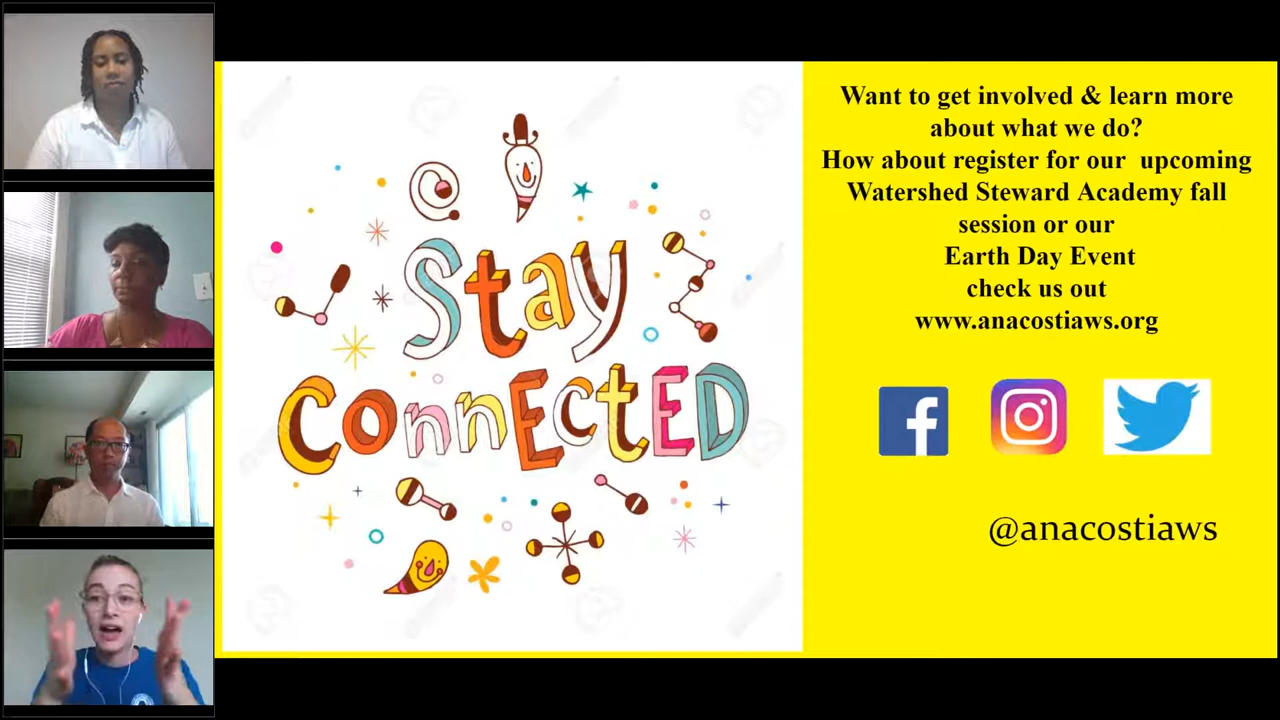 Stay
ConnEctED
Want to get involved & learn more
about what we do?
How about register for our upcoming
Watershed Steward Academy fall
session or our
Earth Day Event
check us out
www.anacostiaws.org
@anacostiaws